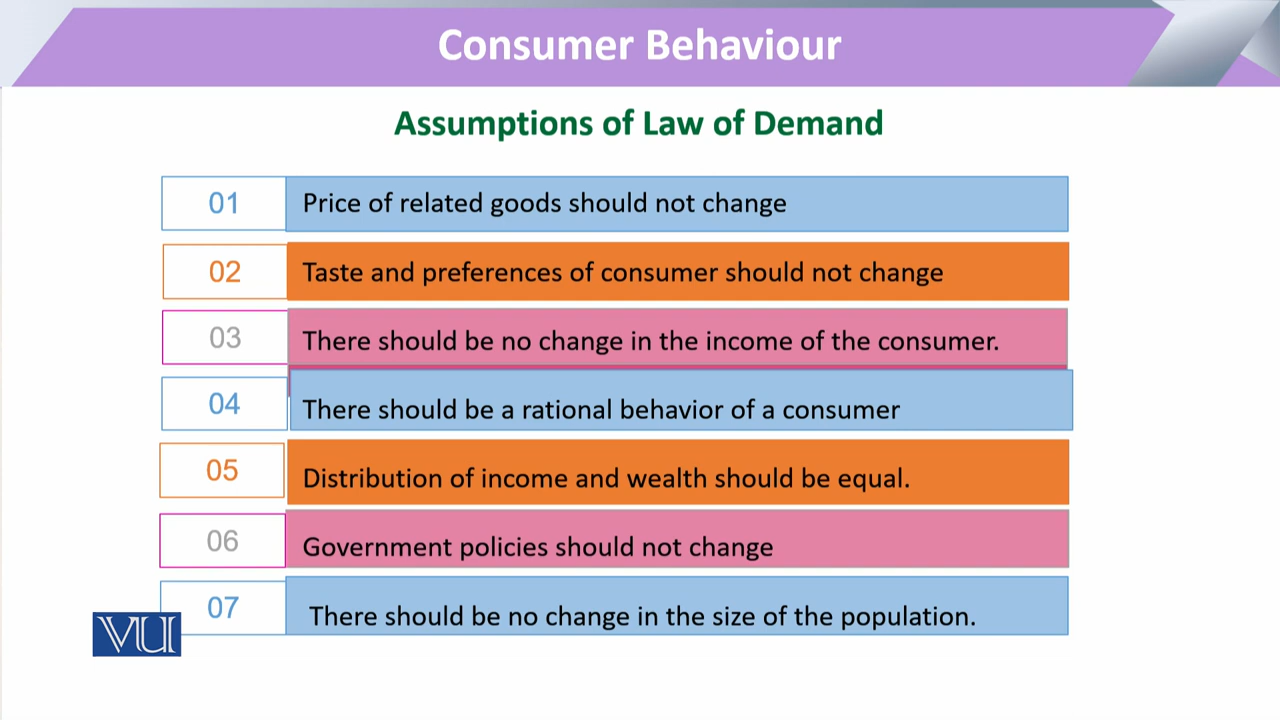 Consumer Behaviour
Assumptions of Law of Demand
01 Price of related goods should not change
02 Taste and preferences of consumer should not change
03 There should be no change in the income of the consumer.
04 There should be a rational behavior of a consumer
05 Distribution of income and wealth should be equal.
06 Government policies should not change
07 There should be no change in the size of the population.
VU